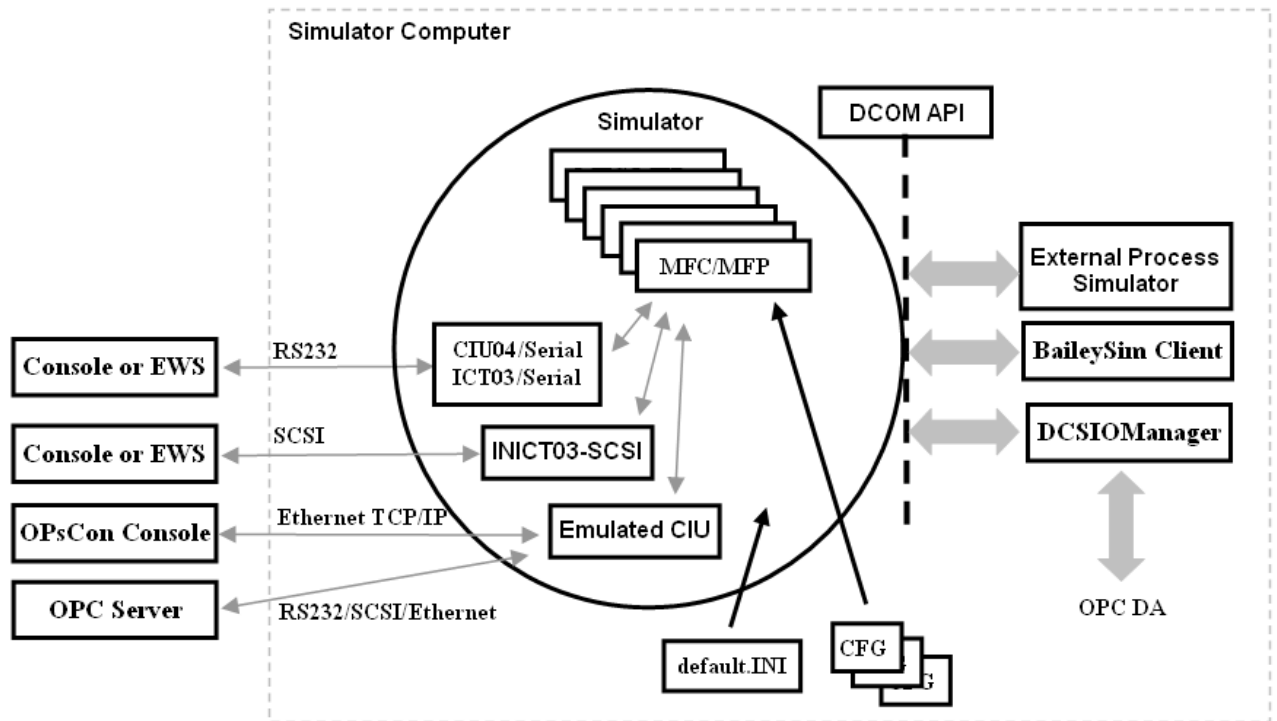 Simulator Computer
Simulator
DCOM API
MFC/MFP
External Process
Simulator
BaileySim Client
DCSIOManager
OPC DA
Console or EWS
RS232
CIU04/Serial
ICT03/Serial
Console or EWS
SCSI
INICT03-SCSI
OPsCon Console
Ethernet TCP/IP
Emulated CIU
OPC Server
RS232/SCSI/Ethernet
default.INI
CFG